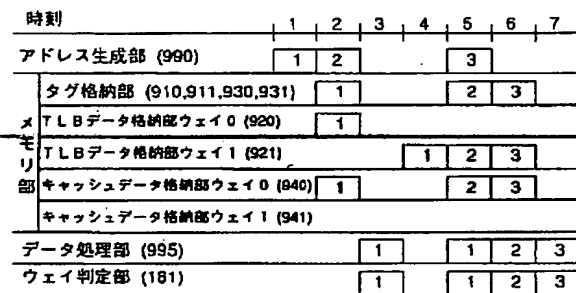 時刻 1 2 3 4 5 6 7
アドレス生成部 (990) 1 2 3
メモリ部
タグ格納部 (910,911,930,931) 1 2 3
TLBデータ格納部ウェイ0 (920) 1
TLBデータ格納部ウェイ1 (921) 1 2 3
キャッシュデータ格納部ウェイ0 (940) 1 2 3
キャッシュデータ格納部ウェイ1 (941)
データ処理部 (995) 1 1 2 3
ウェイ判定部 (181) 1 1 2 3